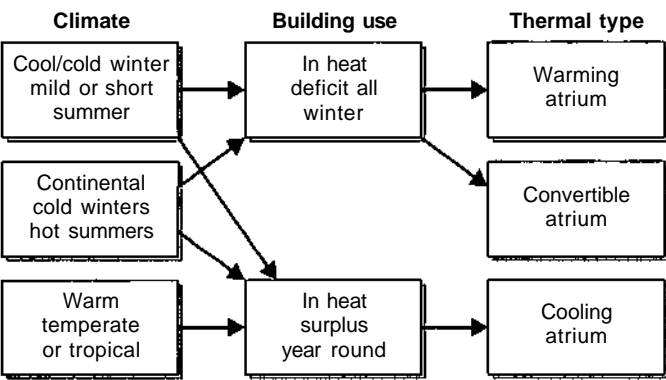 Climate
Building use
Thermal type
Cool/cold winter
mild or short
summer
In heat
deficit all
winter
Warming
atrium
Continental
cold winters
hot summers
Convertible
atrium
Warm
temperate
or tropical
In heat
surplus
year round
Cooling
atrium